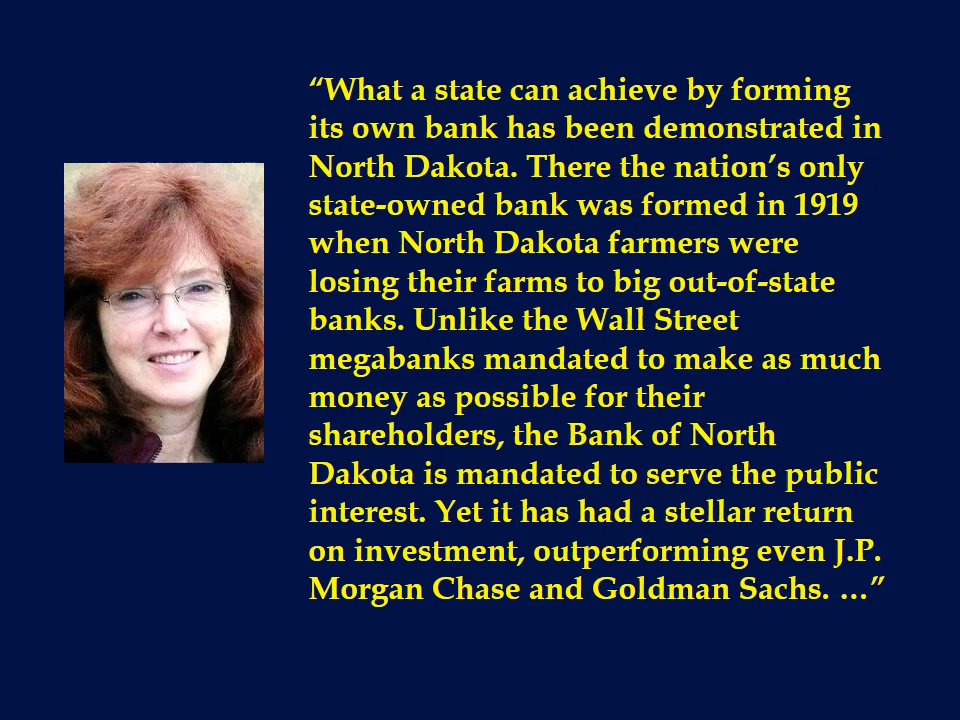 “What a state can achieve by forming
its own bank has been demonstrated in
North Dakota. There the nation’s only
state-owned bank was formed in 1919
when North Dakota farmers were
losing their farms to big out-of-state
banks. Unlike the Wall Street
megabanks mandated to make as much
money as possible for their
shareholders, the Bank of North
Dakota is mandated to serve the public
interest. Yet it has had a stellar return
on investment, outperforming even J.P.
Morgan Chase and Goldman Sachs. …”